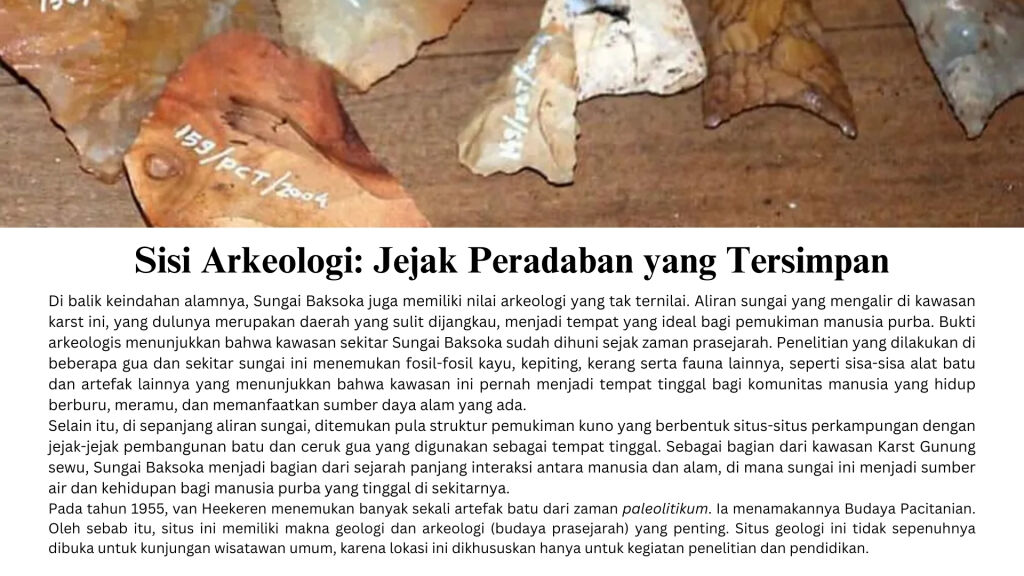 159/PCT/2004
Sisi Arkeologi: Jejak Peradaban yang Tersimpan
Di balik keindahan alamnya, Sungai Baksoka juga memiliki nilai arkeologi yang tak ternilai. Aliran sungai yang mengalir di kawasan
karst ini, yang dulunya merupakan daerah yang sulit dijangkau, menjadi tempat yang ideal bagi pemukiman manusia purba. Bukti
arkeologis menunjukkan bahwa kawasan sekitar Sungai Baksoka sudah dihuni sejak zaman prasejarah. Penelitian yang dilakukan di
beberapa gua dan sekitar sungai ini menemukan fosil-fosil kayu, kepiting, kerang serta fauna lainnya, seperti sisa-sisa alat batu
dan artefak lainnya yang menunjukkan bahwa kawasan ini pernah menjadi tempat tinggal bagi komunitas manusia yang hidup
berburu, meramu, dan memanfaatkan sumber daya alam yang ada.
Selain itu, di sepanjang aliran sungai, ditemukan pula struktur pemukiman kuno yang berbentuk situs-situs perkampungan dengan
jejak-jejak pembangunan batu dan ceruk gua yang digunakan sebagai tempat tinggal. Sebagai bagian dari kawasan Karst Gunung
sewu, Sungai Baksoka menjadi bagian dari sejarah panjang interaksi antara manusia dan alam, di mana sungai ini menjadi sumber
air dan kehidupan bagi manusia purba yang tinggal di sekitarnya.
Pada tahun 1955, van Heekeren menemukan banyak sekali artefak batu dari zaman paleolitikum. Ia menamakannya Budaya Pacitanian.
Oleh sebab itu, situs ini memiliki makna geologi dan arkeologi (budaya prasejarah) yang penting. Situs geologi ini tidak sepenuhnya
dibuka untuk kunjungan wisatawan umum, karena lokasi ini dikhususkan hanya untuk kegiatan penelitian dan pendidikan.